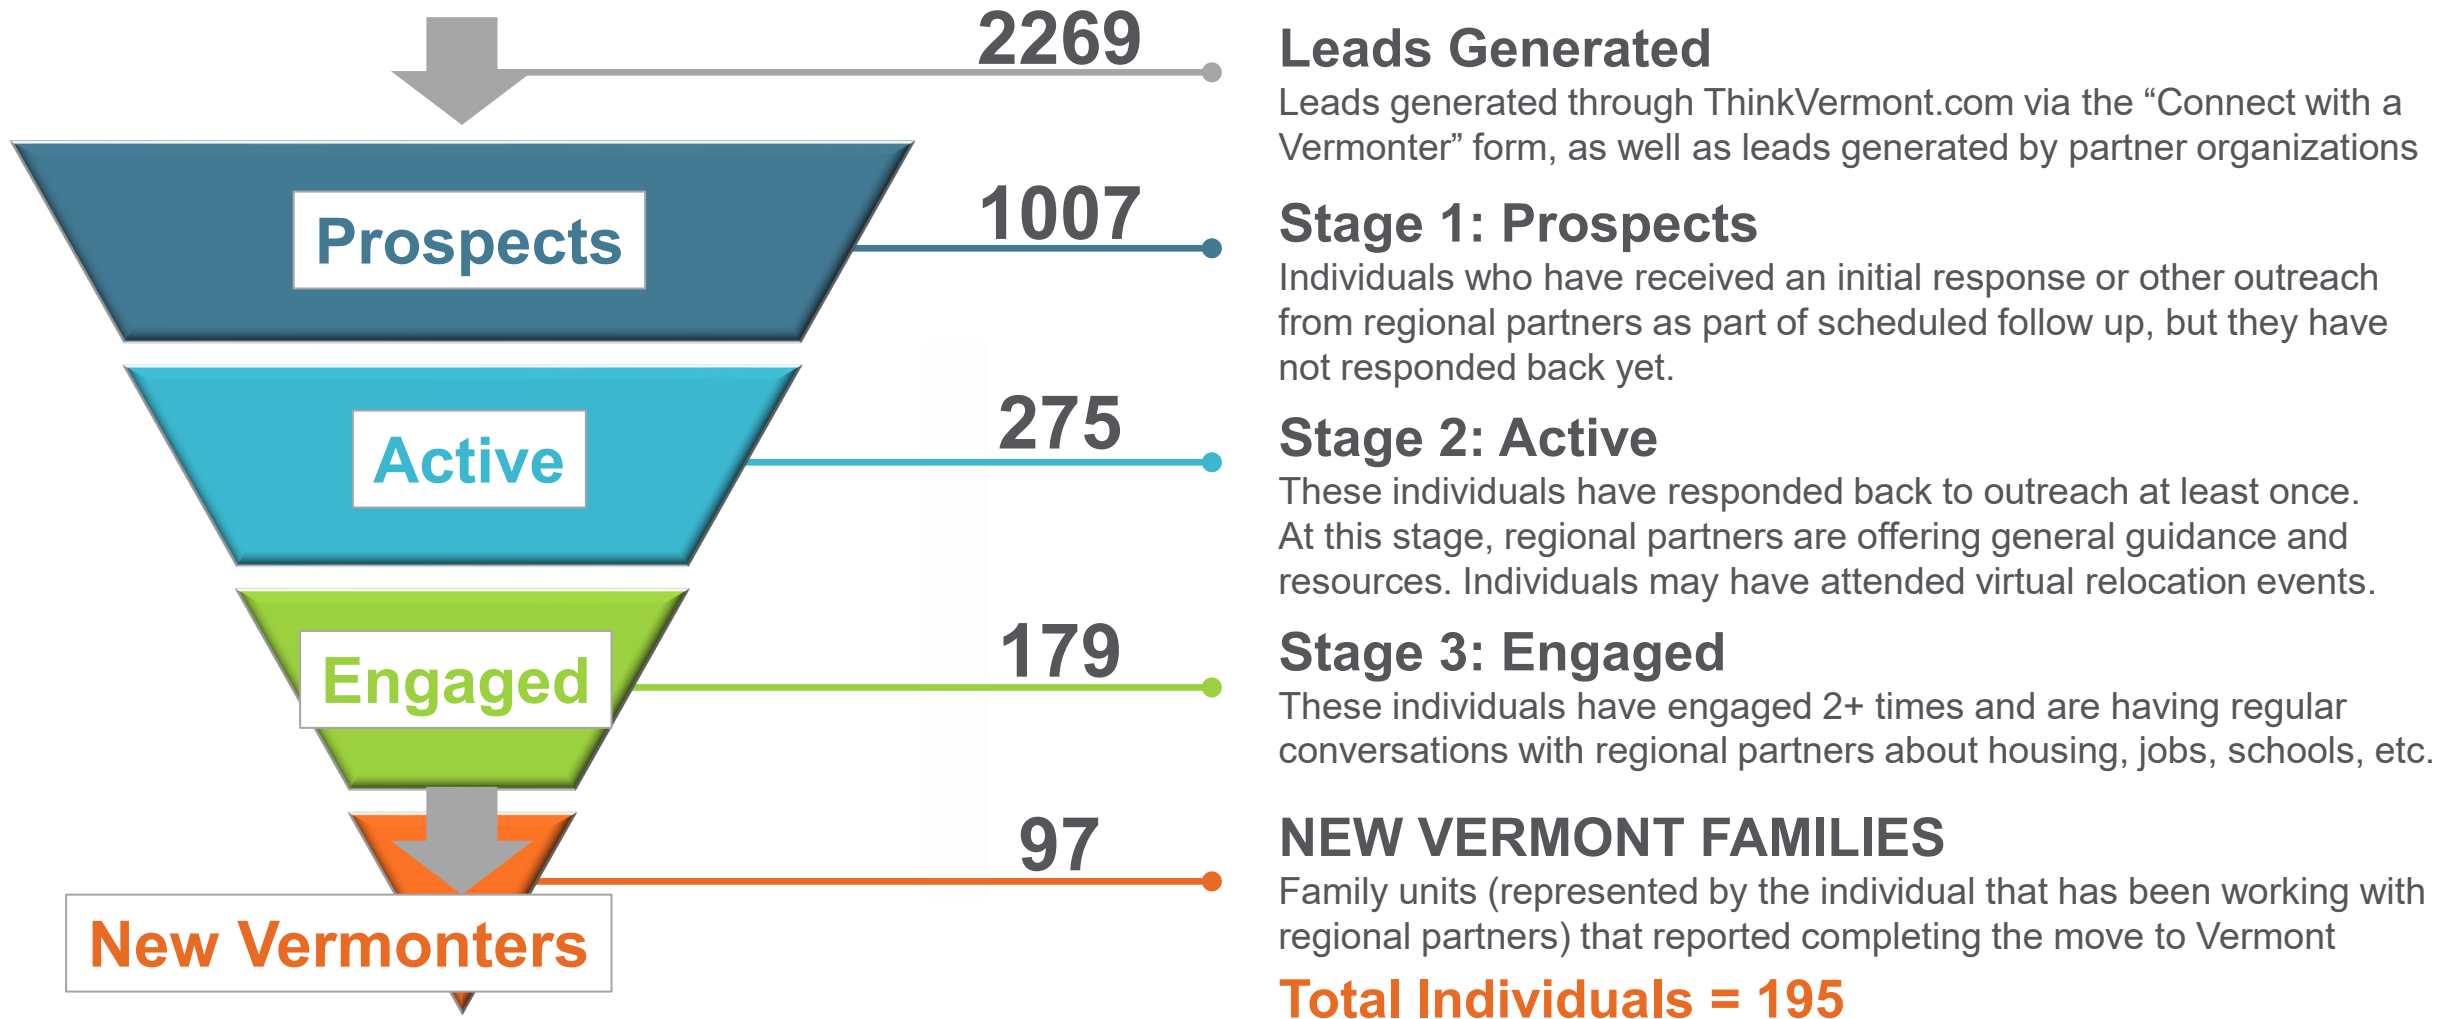 2269
Leads Generated
Leads generated through ThinkVermont.com via the “Connect with a
Vermonter” form, as well as leads generated by partner organizations
Prospects
1007
Stage 1: Prospects
Individuals who have received an initial response or other outreach
from regional partners as part of scheduled follow up, but they have
not responded back yet.
Active
275
Stage 2: Active
These individuals have responded back to outreach at least once.
At this stage, regional partners are offering general guidance and
resources. Individuals may have attended virtual relocation events.
Engaged
179
Stage 3: Engaged
These individuals have engaged 2+ times and are having regular
conversations with regional partners about housing, jobs, schools, etc.
New Vermonters
97
NEW VERMONT FAMILIES
Family units (represented by the individual that has been working with
regional partners) that reported completing the move to Vermont
Total Individuals = 195